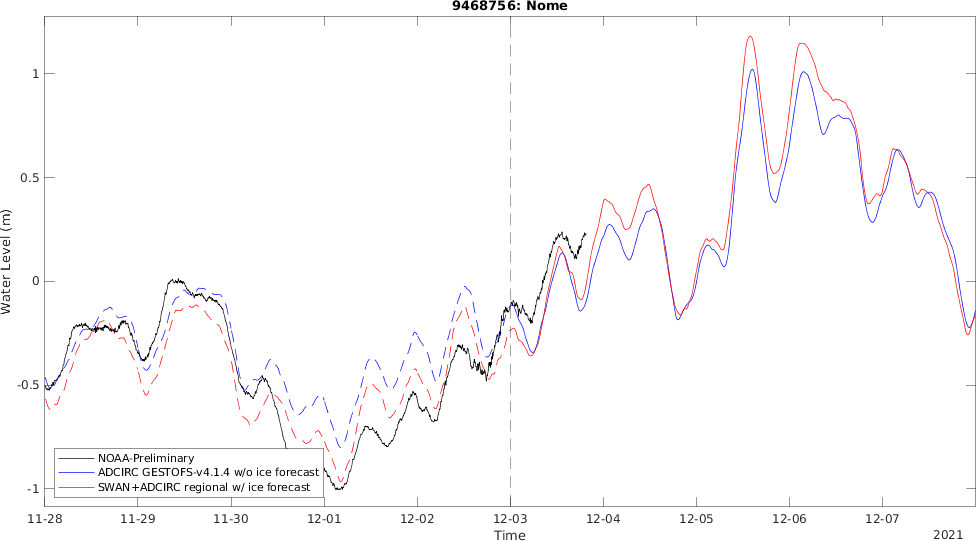 9468756: Nome
Water Level (m)
1
0.5
0
-0.5
-1
NOAA-Preliminary
ADCIRC GESTOFS-v4.1.4 w/o ice forecast
SWAN+ADCIRC regional w/ ice forecast
11-28 11-29 11-30 12-01 12-02 12-03 12-04 12-05 12-06 12-07
Time
2021